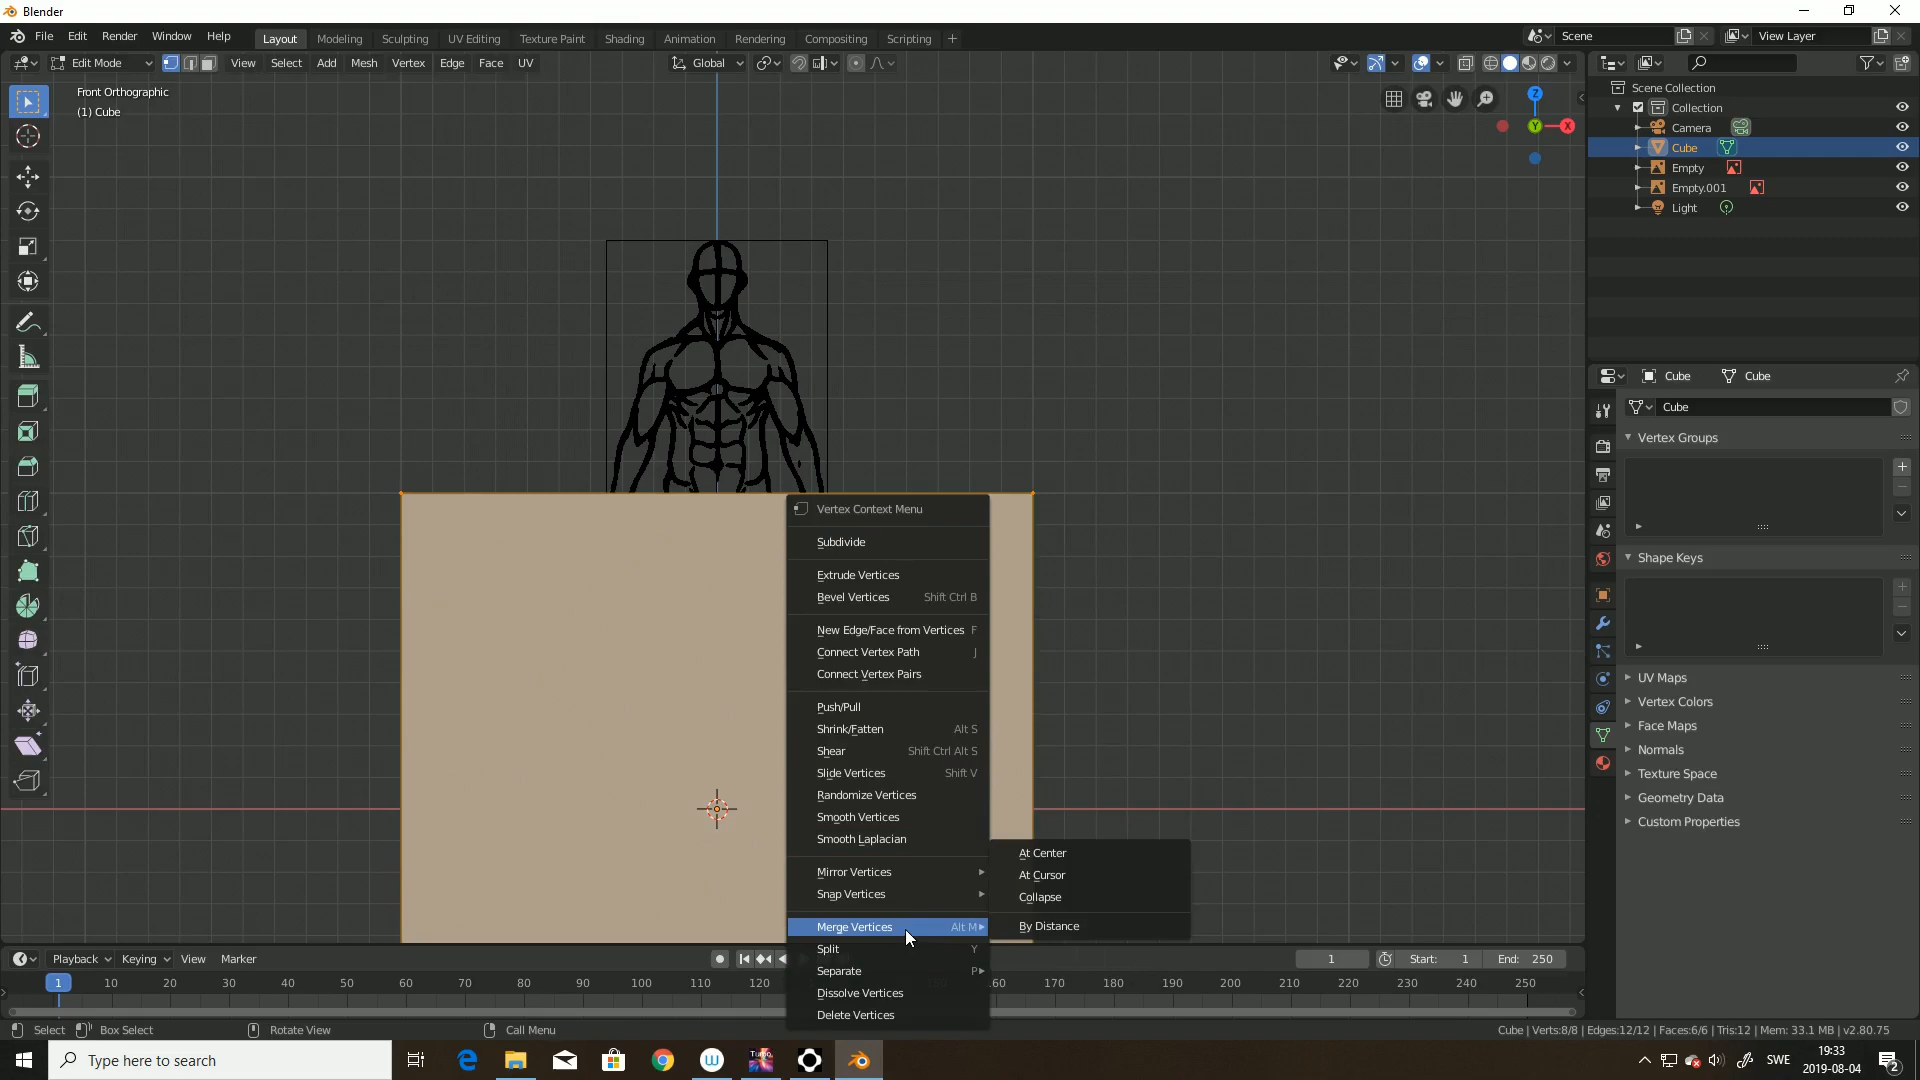 Blender
File Edit Render Window Help
Layout Modeling Sculpting UV Editing Texture Paint Shading Animation Rendering Compositing Scripting +
Scene
View Layer
Edit Mode View Select Add Mesh Vertex Edge Face UV
Global
Front Orthographic
(1) Cube
Z
Y
X
Scene Collection
Collection
Camera
Cube
Empty
Empty.001
Light
Cube Cube
Cube
Vertex Groups
Shape Keys
UV Maps
Vertex Colors
Face Maps
Normals
Texture Space
Geometry Data
Custom Properties
Vertex Context Menu
Subdivide
Extrude Vertices
Bevel Vertices Shift Ctrl B
New Edge/Face from Vertices F
Connect Vertex Path J
Connect Vertex Pairs
Push/Pull
Shrink/Fatten Alt S
Shear Shift Ctrl Alt S
Slide Vertices Shift V
Randomize Vertices
Smooth Vertices
Smooth Laplacian
Mirror Vertices
Snap Vertices
Merge Vertices Alt M
Split Y
Separate P
Dissolve Vertices
Delete Vertices
At Center
At Cursor
Collapse
By Distance
Playback Keying View Marker
1 Start: 1 End: 250
1 10 20 30 40 50 60 70 80 90 100 110 120 160 170 180 190 200 210 220 230 240 250
Select Box Select Rotate View Call Menu
Cube | Verts:8/8 | Edges:12/12 | Faces:6/6 | Tris:12 | Mem: 33.1 MB | v2.80.75
Type here to search
SWE
19:33
2019-08-04
2